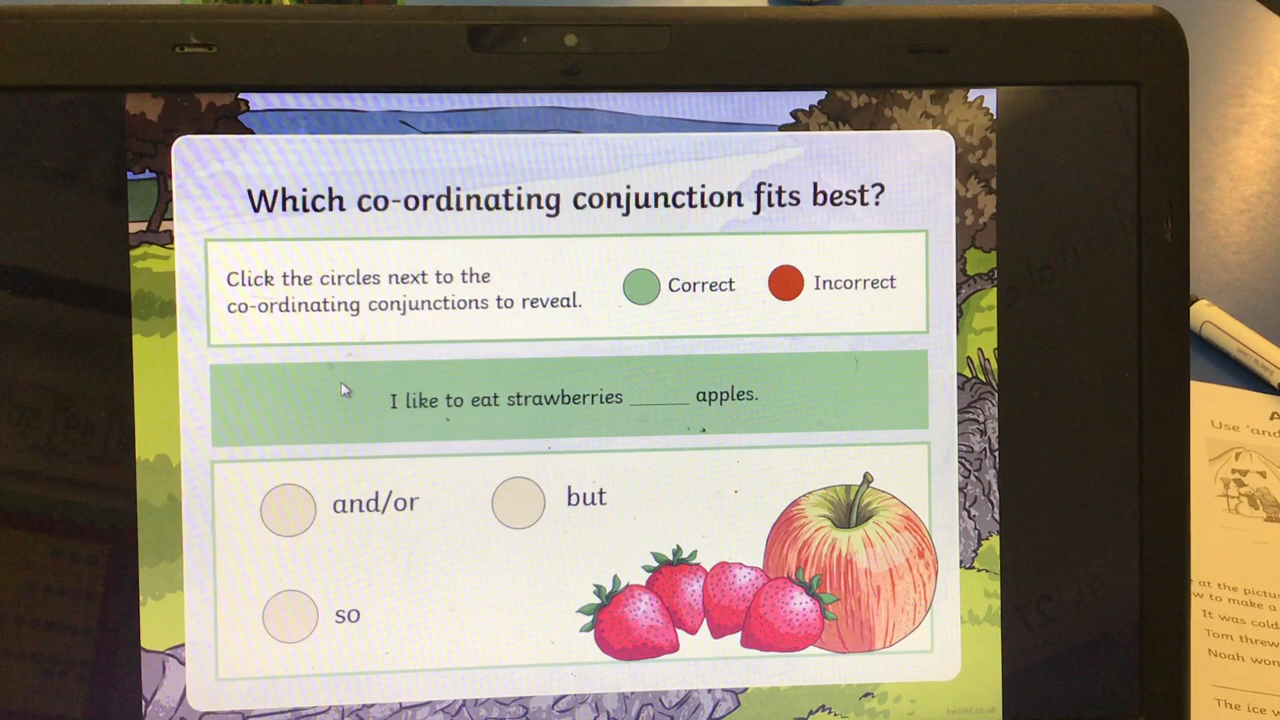 Which co-ordinating conjunction fits best?
Click the circles next to the
co-ordinating conjunctions to reveal.
Correct
Incorrect
I like to eat strawberries ______ apples.
and/or
but
so
Use 'and
at the pictu
to make a
It was cold
Tom threw
Noah won
The ice w